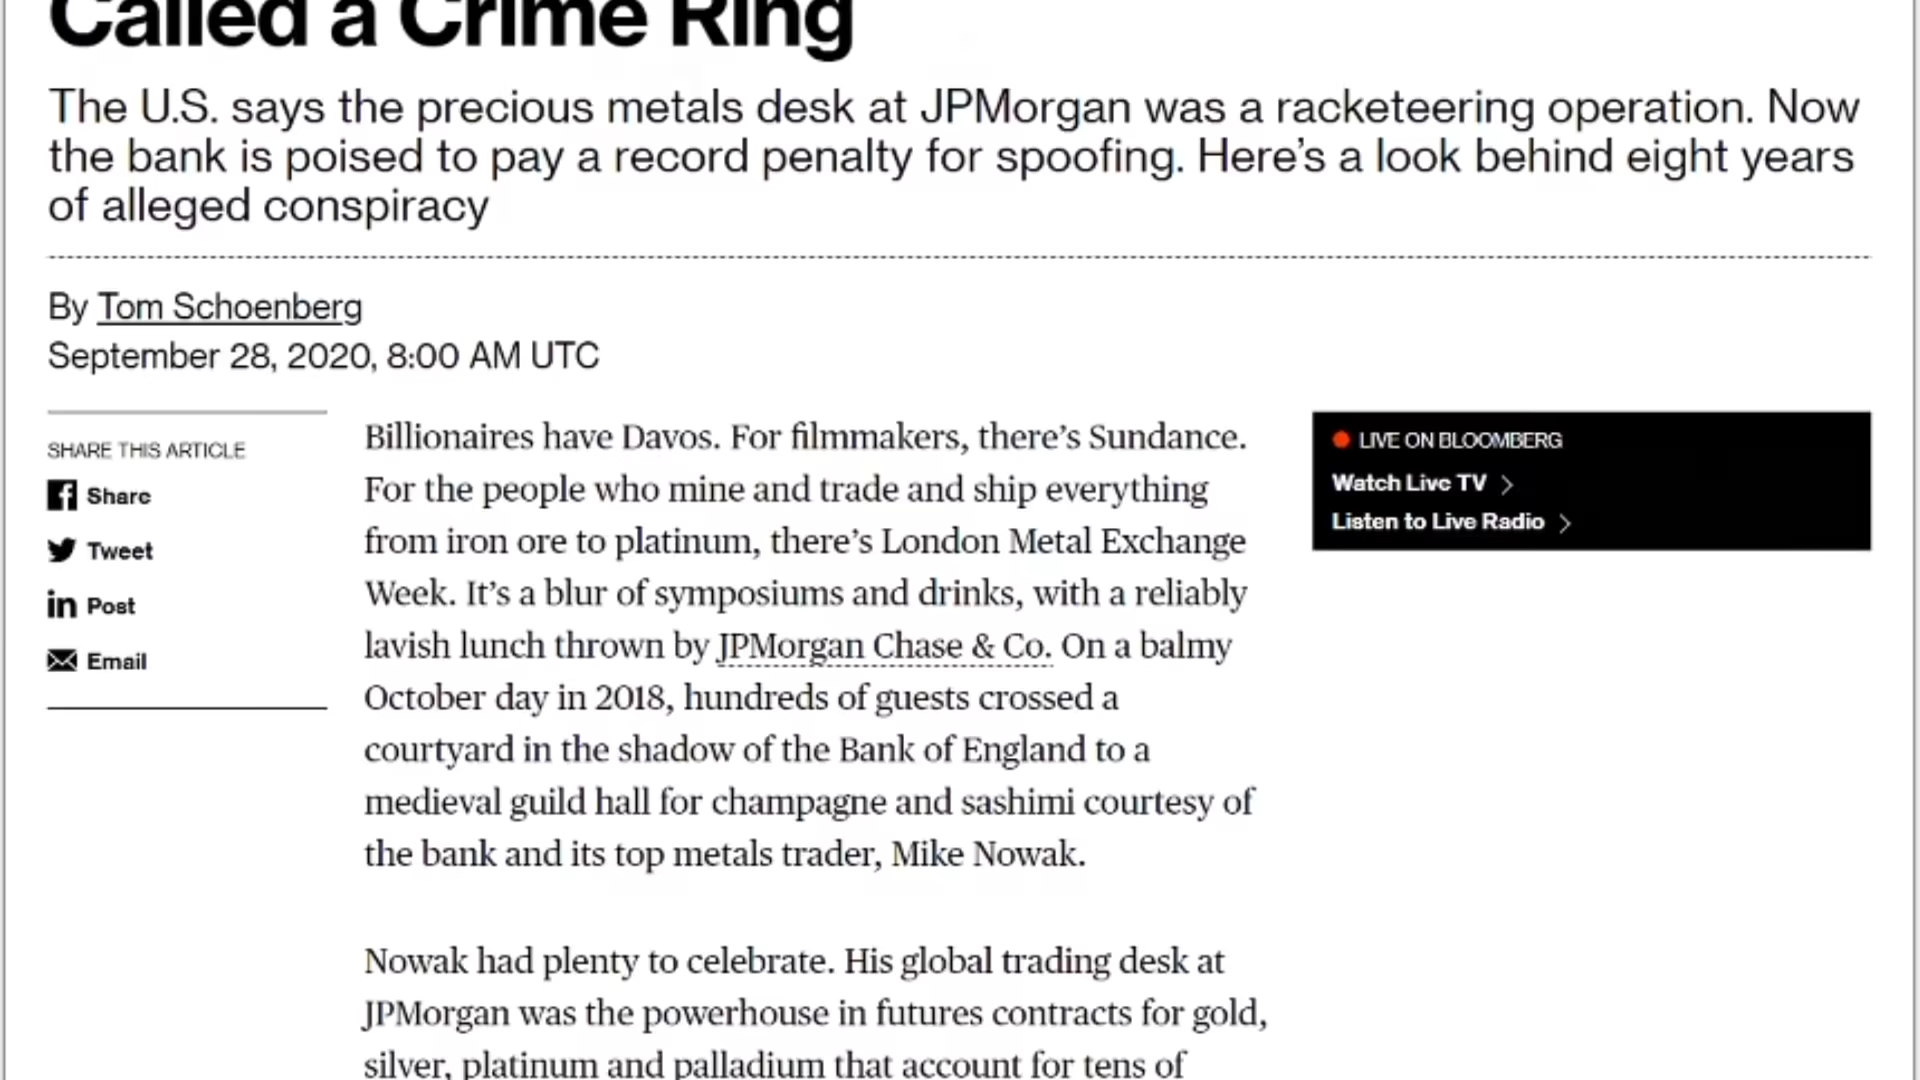 Called a Crime Ring
The U.S. says the precious metals desk at JPMorgan was a racketeering operation. Now
the bank is poised to pay a record penalty for spoofing. Here's a look behind eight years
of alleged conspiracy
By Tom Schoenberg
September 28, 2020, 8:00 AM UTC
SHARE THIS ARTICLE
Share
Tweet
in Post
Email
Billionaires have Davos. For filmmakers, there's Sundance.
For the people who mine and trade and ship everything
from iron ore to platinum, there's London Metal Exchange
Week. It's a blur of symposiums and drinks, with a reliably
lavish lunch thrown by JPMorgan Chase & Co. On a balmy
October day in 2018, hundreds of guests crossed a
courtyard in the shadow of the Bank of England to a
medieval guild hall for champagne and sashimi courtesy of
the bank and its top metals trader, Mike Nowak.
Nowak had plenty to celebrate. His global trading desk at
JPMorgan was the powerhouse in futures contracts for gold,
silver, platinum and palladium that account for tens of
LIVE ON BLOOMBERG
Watch Live TV >
Listen to Live Radio >